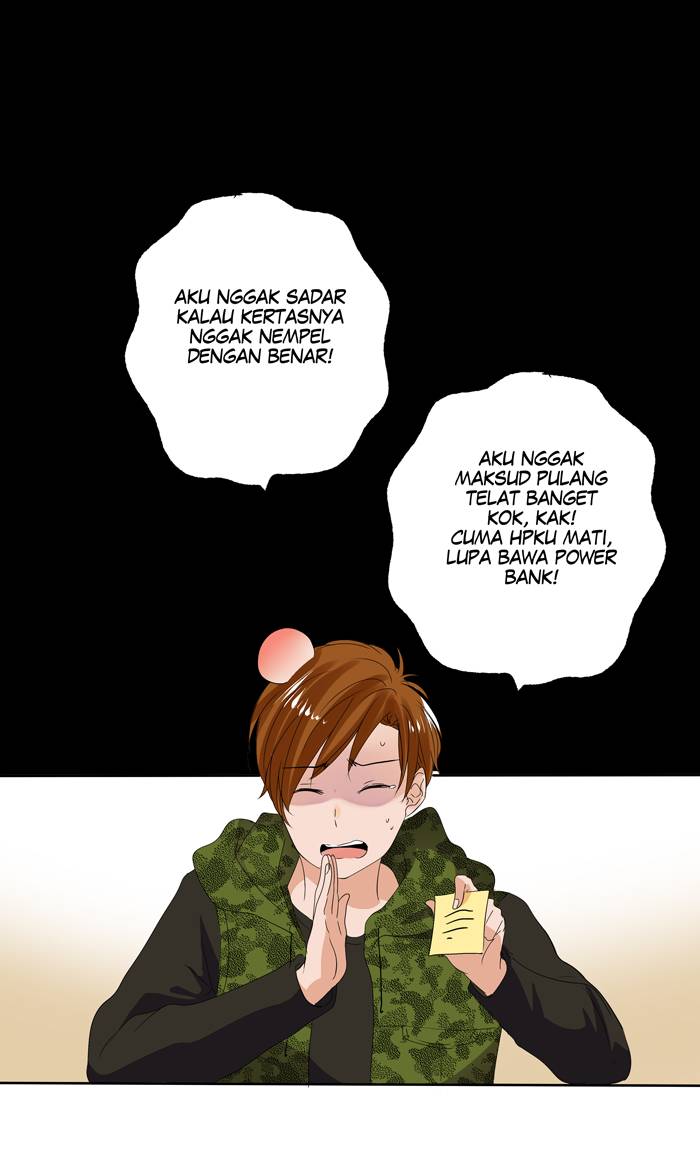 AKU NGGAK SADAR
KALAU KERTASNYA
NGGAK NEMPEL
DENGAN BENAR!
AKU NGGAK
MAKSUD PULANG
TELAT BANGET
KOK, KAK!
CUMA HPKU MATI,
LUPA BAWA POWER
BANK!